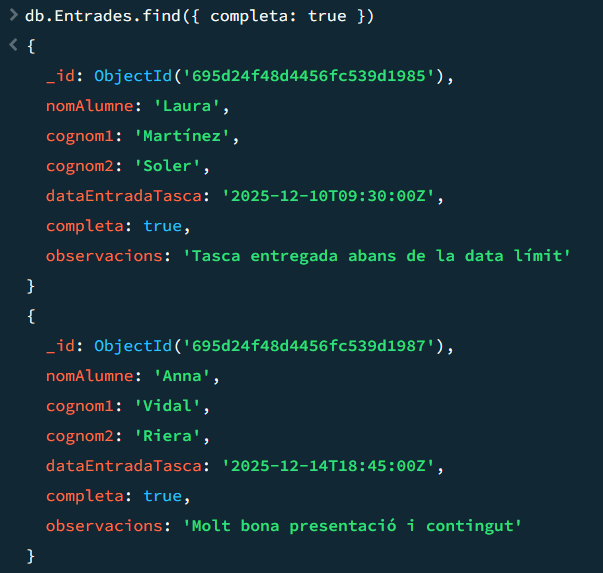 > db.Entrades.find({ completa: true })
< {
_id: ObjectId('695d24f48d4456fc539d1985'),
nomAlumne: 'Laura',
cognom1: 'Martínez',
cognom2: 'Soler',
dataEntradaTasca: '2025-12-10T09:30:00Z',
completa: true,
observacions: 'Tasca entregada abans de la data límit'
}
{
_id: ObjectId('695d24f48d4456fc539d1987'),
nomAlumne: 'Anna',
cognom1: 'Vidal',
cognom2: 'Riera',
dataEntradaTasca: '2025-12-14T18:45:00Z',
completa: true,
observacions: 'Molt bona presentació i contingut'
}